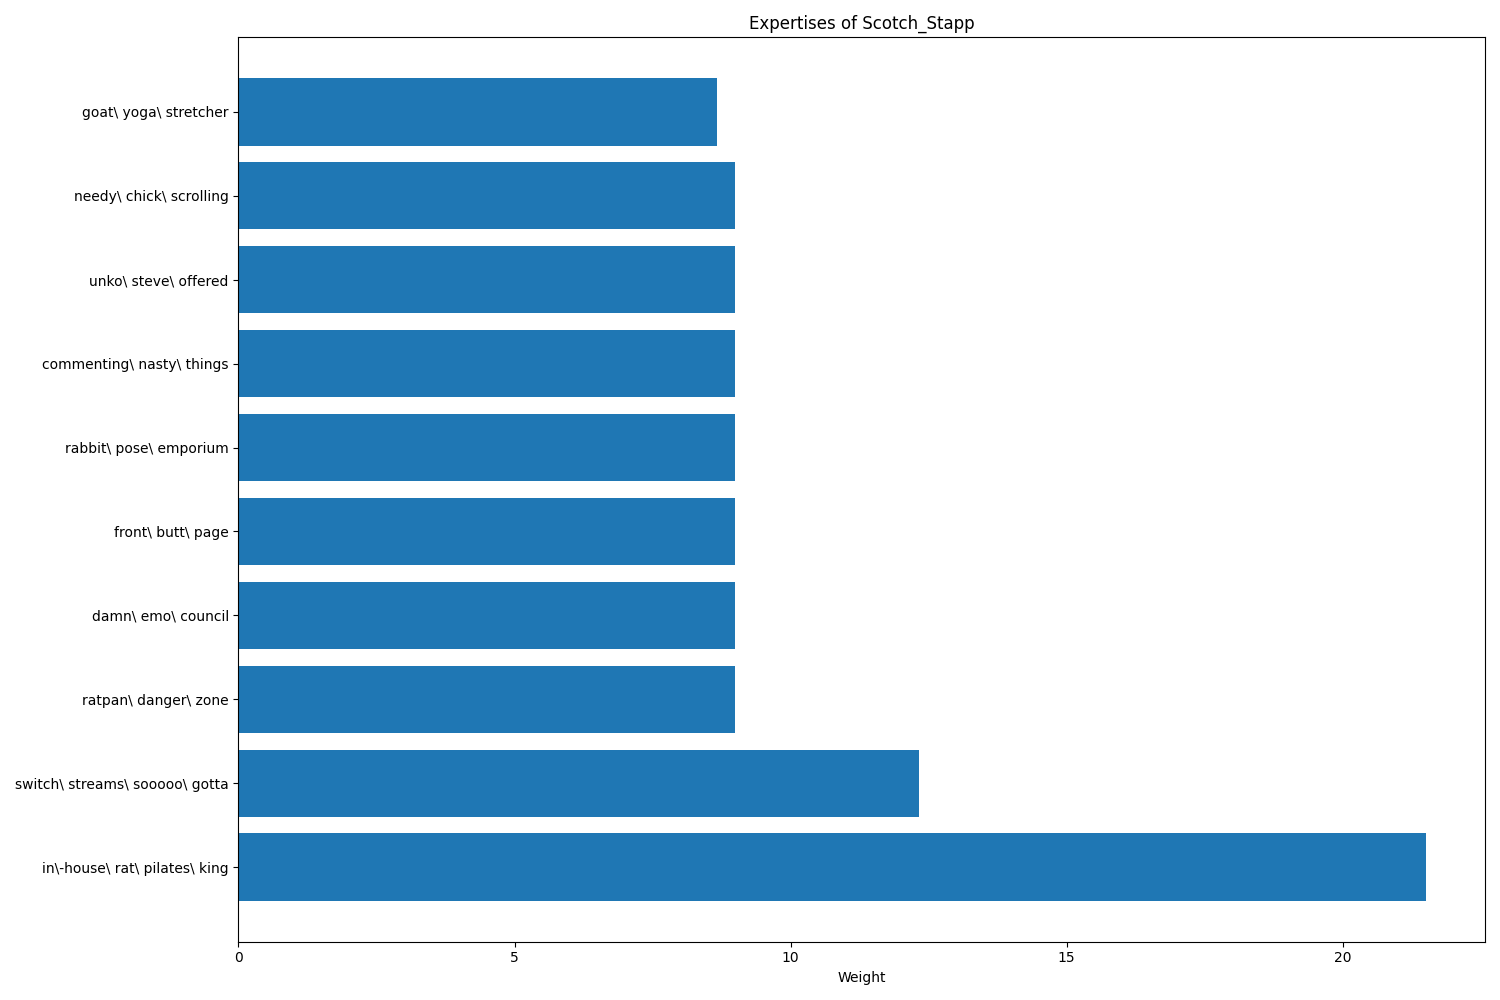 Expertises of Scotch_Stapp
goat\ yoga\ stretcher
needy\ chick\ scrolling
unko\ steve\ offered
commenting\ nasty\ things
rabbit\ pose\ emporium
front\ butt\ page
damn\ emo\ council
ratpan\ danger\ zone
switch\ streams\ sooooo\ gotta
in\-house\ rat\ pilates\ king
0 5 10 15 20
Weight